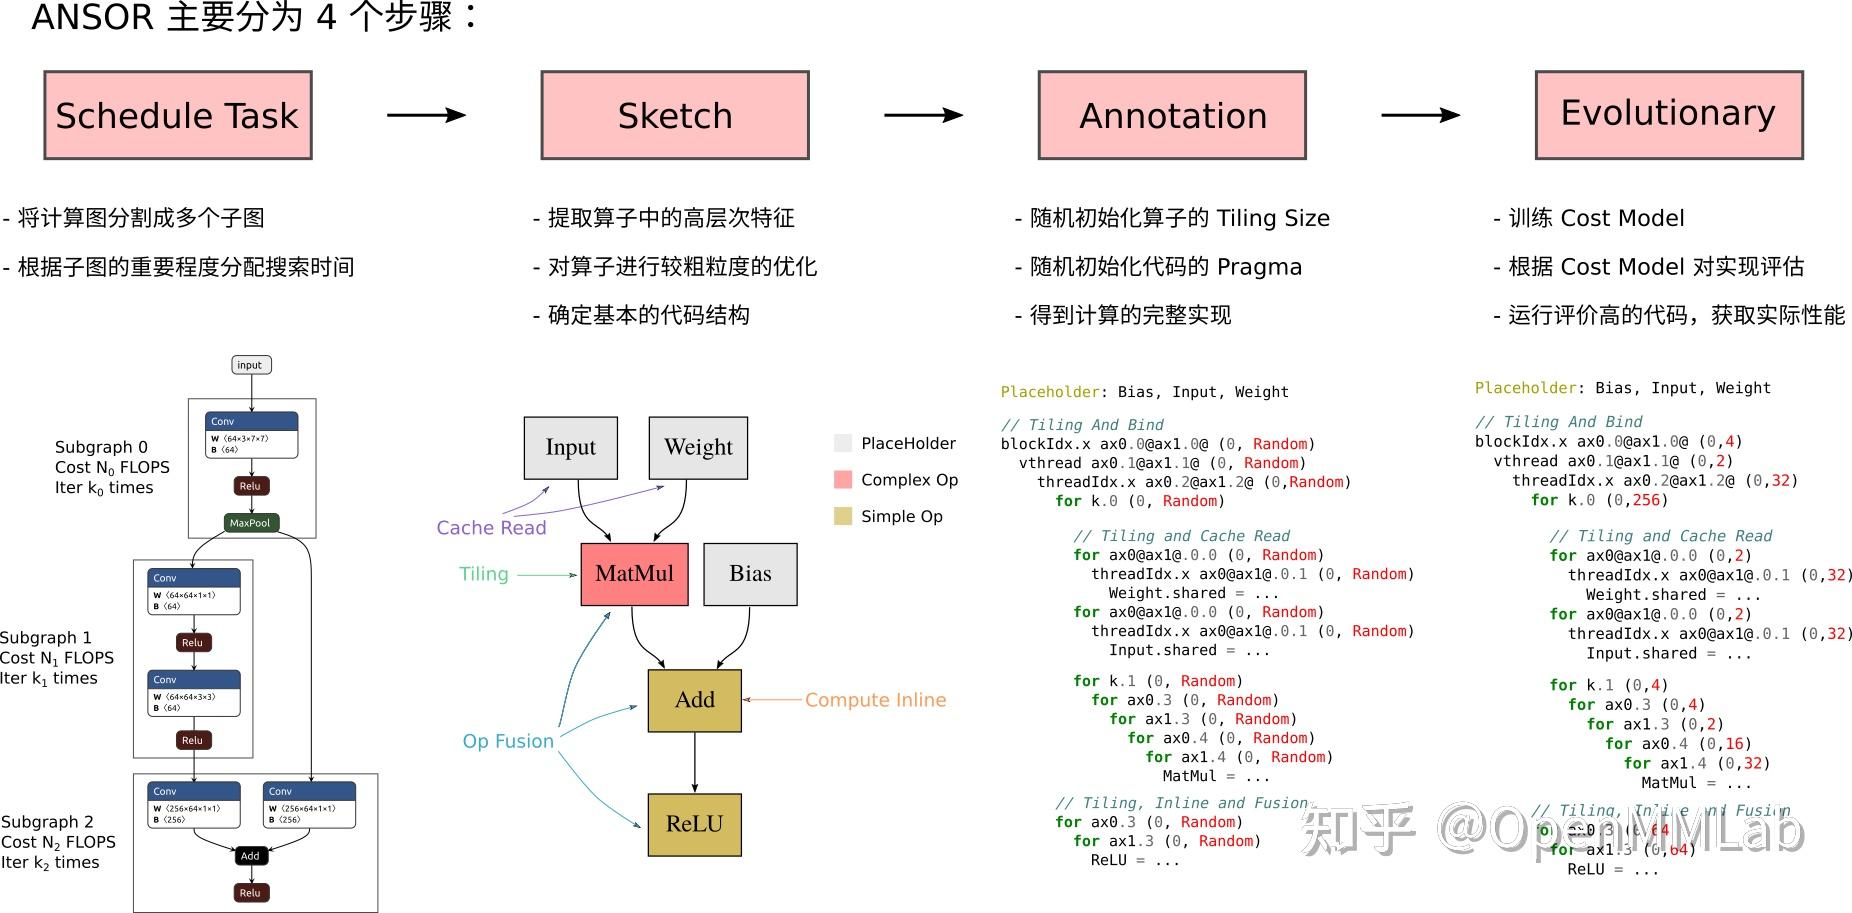 ANSOR 主要分为 4 个步骤：
Schedule Task
Sketch
Annotation
Evolutionary
- 将计算图分割成多个子图
- 根据子图的重要程度分配搜索时间
- 提取算子中的高层次特征
- 对算子进行较粗粒度的优化
- 确定基本的代码结构
- 随机初始化算子的 Tiling Size
- 随机初始化代码的 Pragma
- 得到计算的完整实现
- 训练 Cost Model
- 根据 Cost Model 对实现评估
- 运行评价高的代码，获取实际性能
input
Subgraph 0
Cost N₀ FLOPS
Iter k₀ times
Conv
W ⟨64×3×7×7⟩
B ⟨64⟩
Relu
MaxPool
Subgraph 1
Cost N₁ FLOPS
Iter k₁ times
Conv
W ⟨64×64×1×1⟩
B ⟨64⟩
Relu
Conv
W ⟨64×64×3×3⟩
B ⟨64⟩
Relu
Subgraph 2
Cost N₂ FLOPS
Iter k₂ times
Conv
W ⟨256×64×1×1⟩
B ⟨256⟩
Conv
W ⟨256×64×1×1⟩
B ⟨256⟩
Add
Relu
Input
Weight
Cache Read
Tiling
MatMul
Bias
Add
Compute Inline
Op Fusion
ReLU
PlaceHolder
Complex Op
Simple Op
Placeholder: Bias, Input, Weight
// Tiling And Bind
blockIdx.x ax0.0@ax1.0@ (0, Random)
vthread ax0.1@ax1.1@ (0, Random)
threadIdx.x ax0.2@ax1.2@ (0,Random)
for k.0 (0, Random)
// Tiling and Cache Read
for ax0@ax1@.0.0 (0, Random)
threadIdx.x ax0@ax1@.0.1 (0, Random)
Weight.shared = ...
for ax0@ax1@.0.0 (0, Random)
threadIdx.x ax0@ax1@.0.1 (0, Random)
Input.shared = ...
for k.1 (0, Random)
for ax0.3 (0, Random)
for ax1.3 (0, Random)
for ax0.4 (0, Random)
for ax1.4 (0, Random)
MatMul = ...
// Tiling, Inline and Fusion
for ax0.3 (0, Random)
for ax1.3 (0, Random)
ReLU = ...
Placeholder: Bias, Input, Weight
// Tiling And Bind
blockIdx.x ax0.0@ax1.0@ (0,4)
vthread ax0.1@ax1.1@ (0,2)
threadIdx.x ax0.2@ax1.2@ (0,32)
for k.0 (0,256)
// Tiling and Cache Read
for ax0@ax1@.0.0 (0,2)
threadIdx.x ax0@ax1@.0.1 (0,32)
Weight.shared = ...
for ax0@ax1@.0.0 (0,2)
threadIdx.x ax0@ax1@.0.1 (0,32)
Input.shared = ...
for k.1 (0,4)
for ax0.3 (0,4)
for ax1.3 (0,2)
for ax0.4 (0,16)
for ax1.4 (0,32)
MatMul = ...
// Tiling, Inline and Fusion
for ax0.3 (0,64
for ax1.3 (0,64)
ReLU = ...
知乎 @OpenMMLab